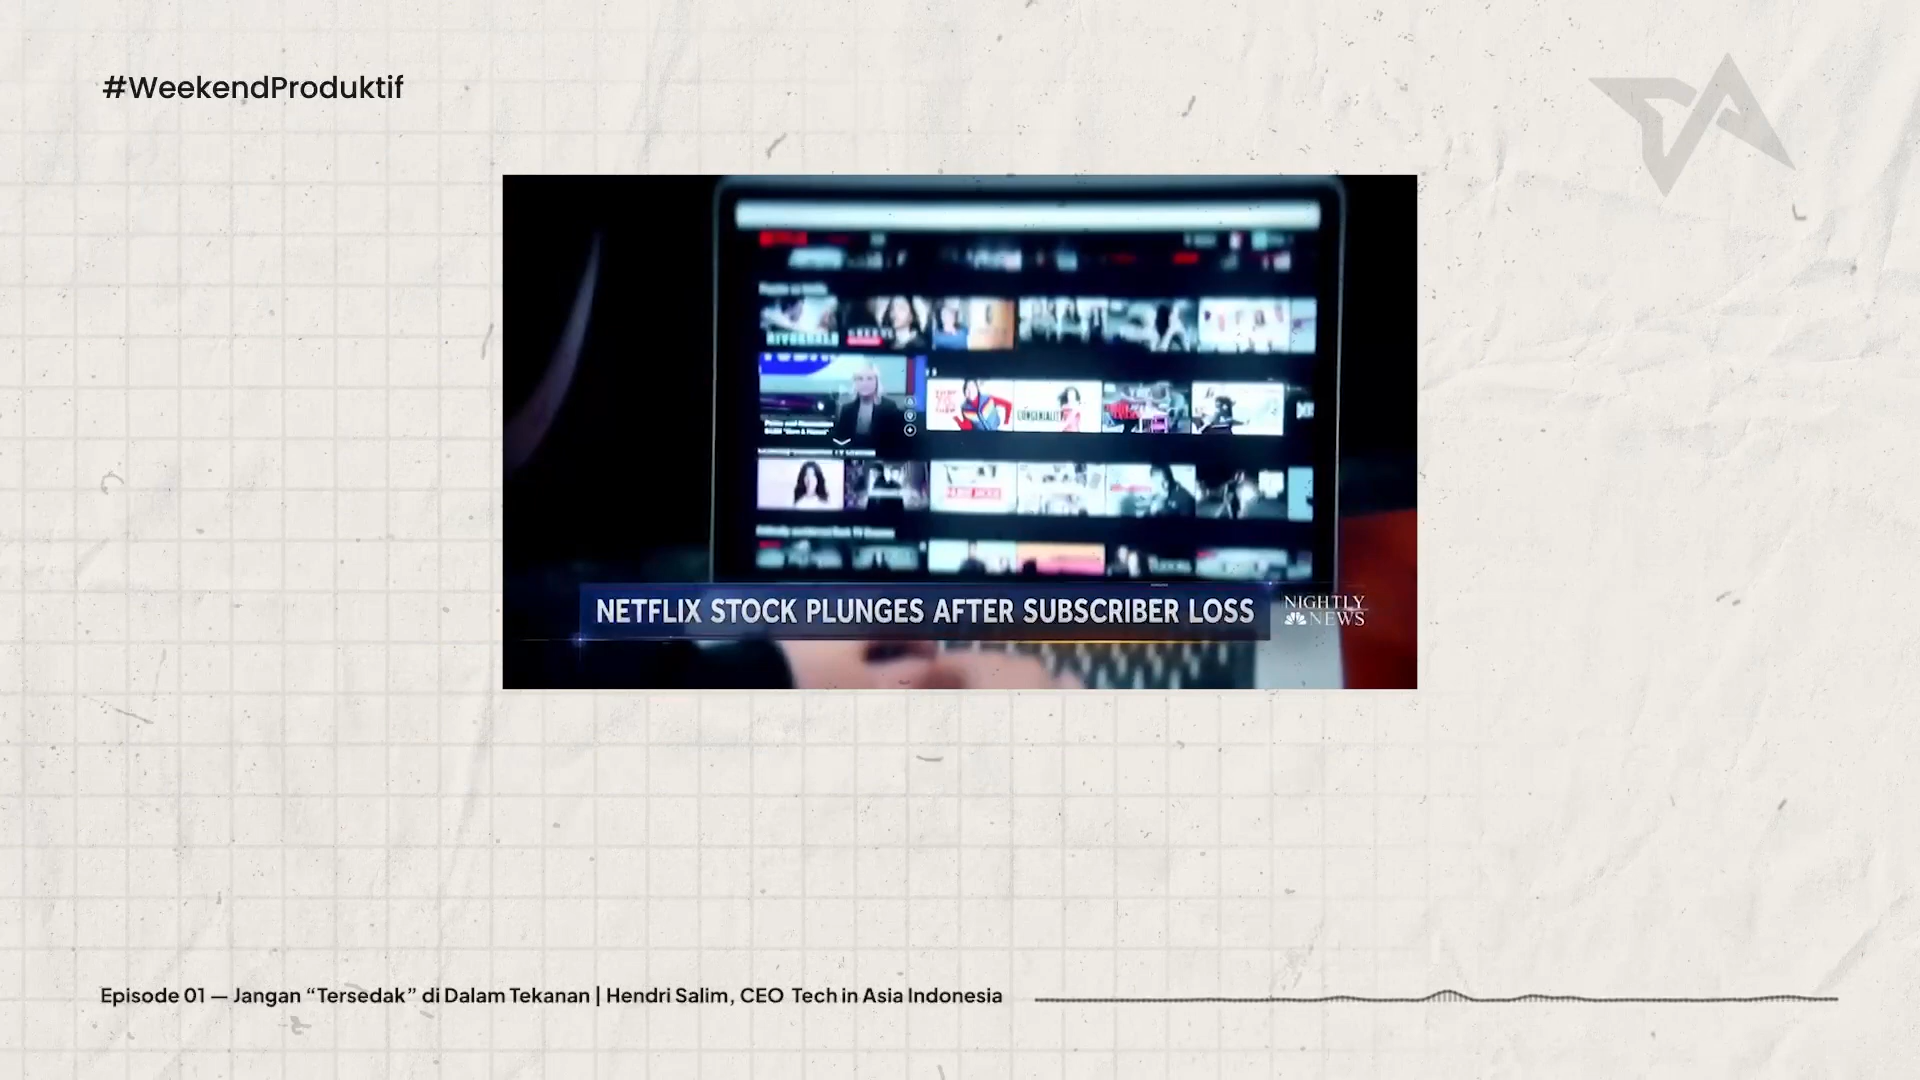 #WeekendProduktif
NETFLIX STOCK PLUNGES AFTER SUBSCRIBER LOSS
NIGHTLY
NEWS
Episode 01 — Jangan “Tersedak” di Dalam Tekanan | Hendri Salim, CEO Tech in Asia Indonesia